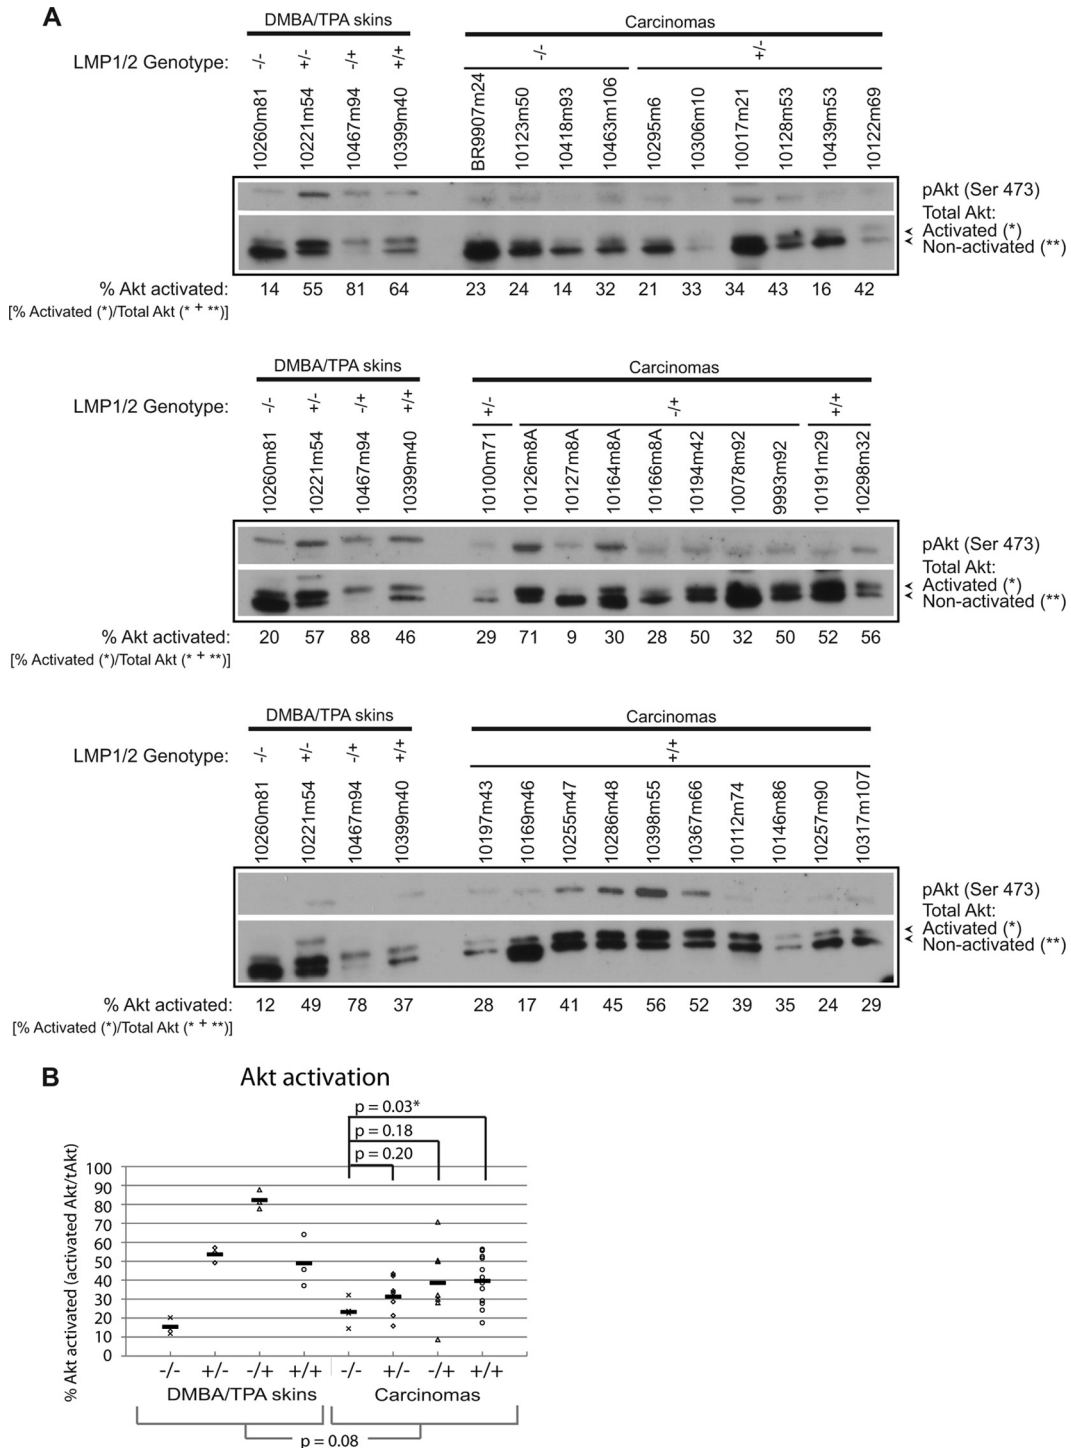 A
DMBA/TPA skins
Carcinomas
LMP1/2 Genotype:
-/- +/- -/+ +/+ -/- +/-
10260m81 10221m54 10467m94 10399m40 BR9907m24 10123m50 10418m93 10463m106 10295m6 10306m10 10017m21 10128m53 10439m53 10122m69
pAkt (Ser 473)
Total Akt:
Activated (*)
Non-activated (**)
% Akt activated: 14 55 81 64 23 24 14 32 21 33 34 43 16 42
[% Activated (*)/Total Akt (* + **)]
DMBA/TPA skins
Carcinomas
LMP1/2 Genotype:
-/- +/- -/+ +/+ +/- -/+ +/+
10260m81 10221m54 10467m94 10399m40 10100m71 10126m8A 10127m8A 10164m8A 10166m8A 10194m42 10078m92 9993m92 10191m29 10298m32
pAkt (Ser 473)
Total Akt:
Activated (*)
Non-activated (**)
% Akt activated: 20 57 88 46 29 71 9 30 28 50 32 50 52 56
[% Activated (*)/Total Akt (* + **)]
DMBA/TPA skins
Carcinomas
LMP1/2 Genotype:
-/- +/- -/+ +/+ +/+
10260m81 10221m54 10467m94 10399m40 10197m43 10169m46 10255m47 10286m48 10398m55 10367m66 10112m74 10146m86 10257m90 10317m107
pAkt (Ser 473)
Total Akt:
Activated (*)
Non-activated (**)
% Akt activated: 12 49 78 37 28 17 41 45 56 52 39 35 24 29
[% Activated (*)/Total Akt (* + **)]
B
Akt activation
p = 0.03*
p = 0.18
p = 0.20
% Akt activated (activated Akt/tAkt)
100
90
80
70
60
50
40
30
20
10
0
-/- +/- -/+ +/+ -/- +/- -/+ +/+
DMBA/TPA skins
Carcinomas
p = 0.08